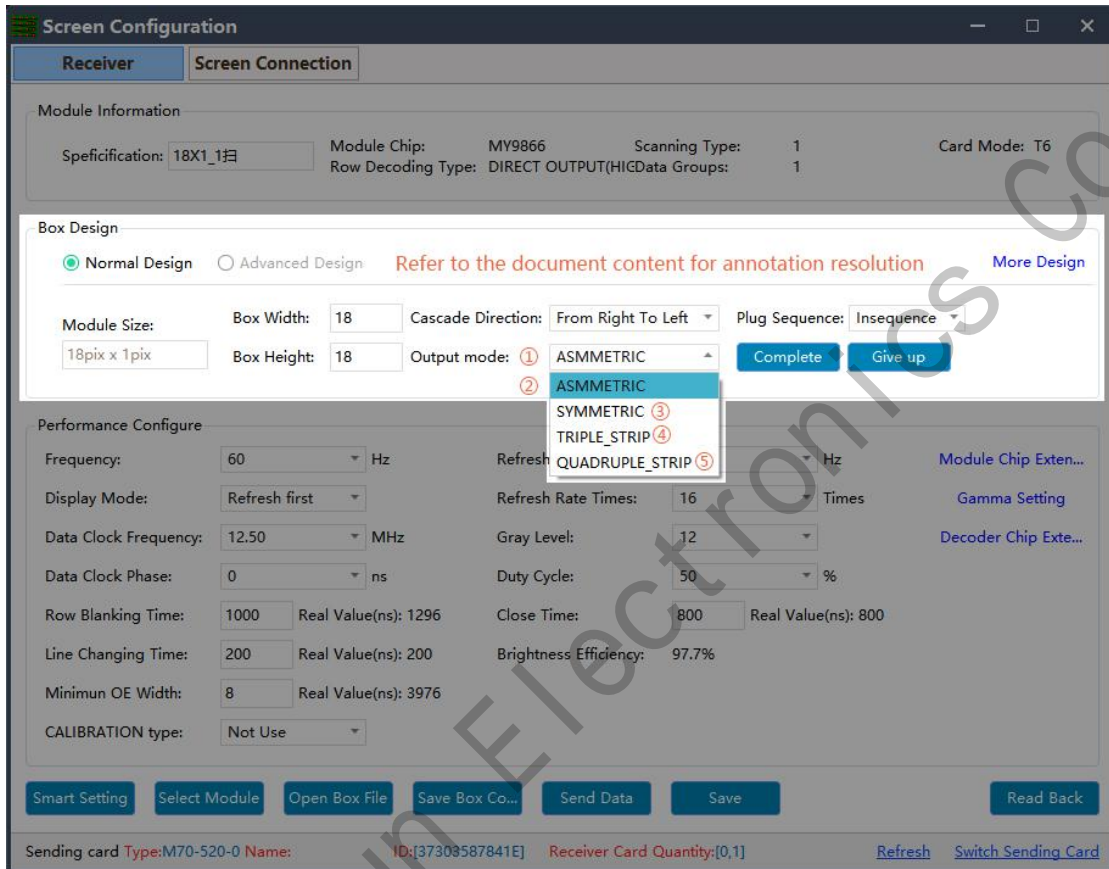 Screen Configuration
Receiver Screen Connection
Module Information
Speficification: 18X1_1扫 Module Chip: MY9866 Scanning Type: 1 Card Mode: T6
Row Decoding Type: DIRECT OUTPUT(HIGData Groups: 1
Box Design
Normal Design Advanced Design Refer to the document content for annotation resolution More Design
Module Size: Box Width: 18 Cascade Direction: From Right To Left Plug Sequence: Insequence
18pix x 1pix Box Height: 18 Output mode: ① ASMMETRIC Complete Give up
② ASMMETRIC
SYMMETRIC ③
TRIPLE_STRIP ④
QUADRUPLE_STRIP ⑤
Performance Configure
Frequency: 60 Hz Refresh Hz Module Chip Exten...
Display Mode: Refresh first Refresh Rate Times: 16 Times Gamma Setting
Data Clock Frequency: 12.50 MHz Gray Level: 12 Decoder Chip Exte...
Data Clock Phase: 0 ns Duty Cycle: 50 %
Row Blanking Time: 1000 Real Value(ns): 1296 Close Time: 800 Real Value(ns): 800
Line Changing Time: 200 Real Value(ns): 200 Brightness Efficiency: 97.7%
Minimun OE Width: 8 Real Value(ns): 3976
CALIBRATION type: Not Use
Smart Setting Select Module Open Box File Save Box Co... Send Data Save Read Back
Sending card Type:M70-520-0 Name: ID:[37303587841E] Receiver Card Quantity:[0,1] Refresh Switch Sending Card
Electronics Co